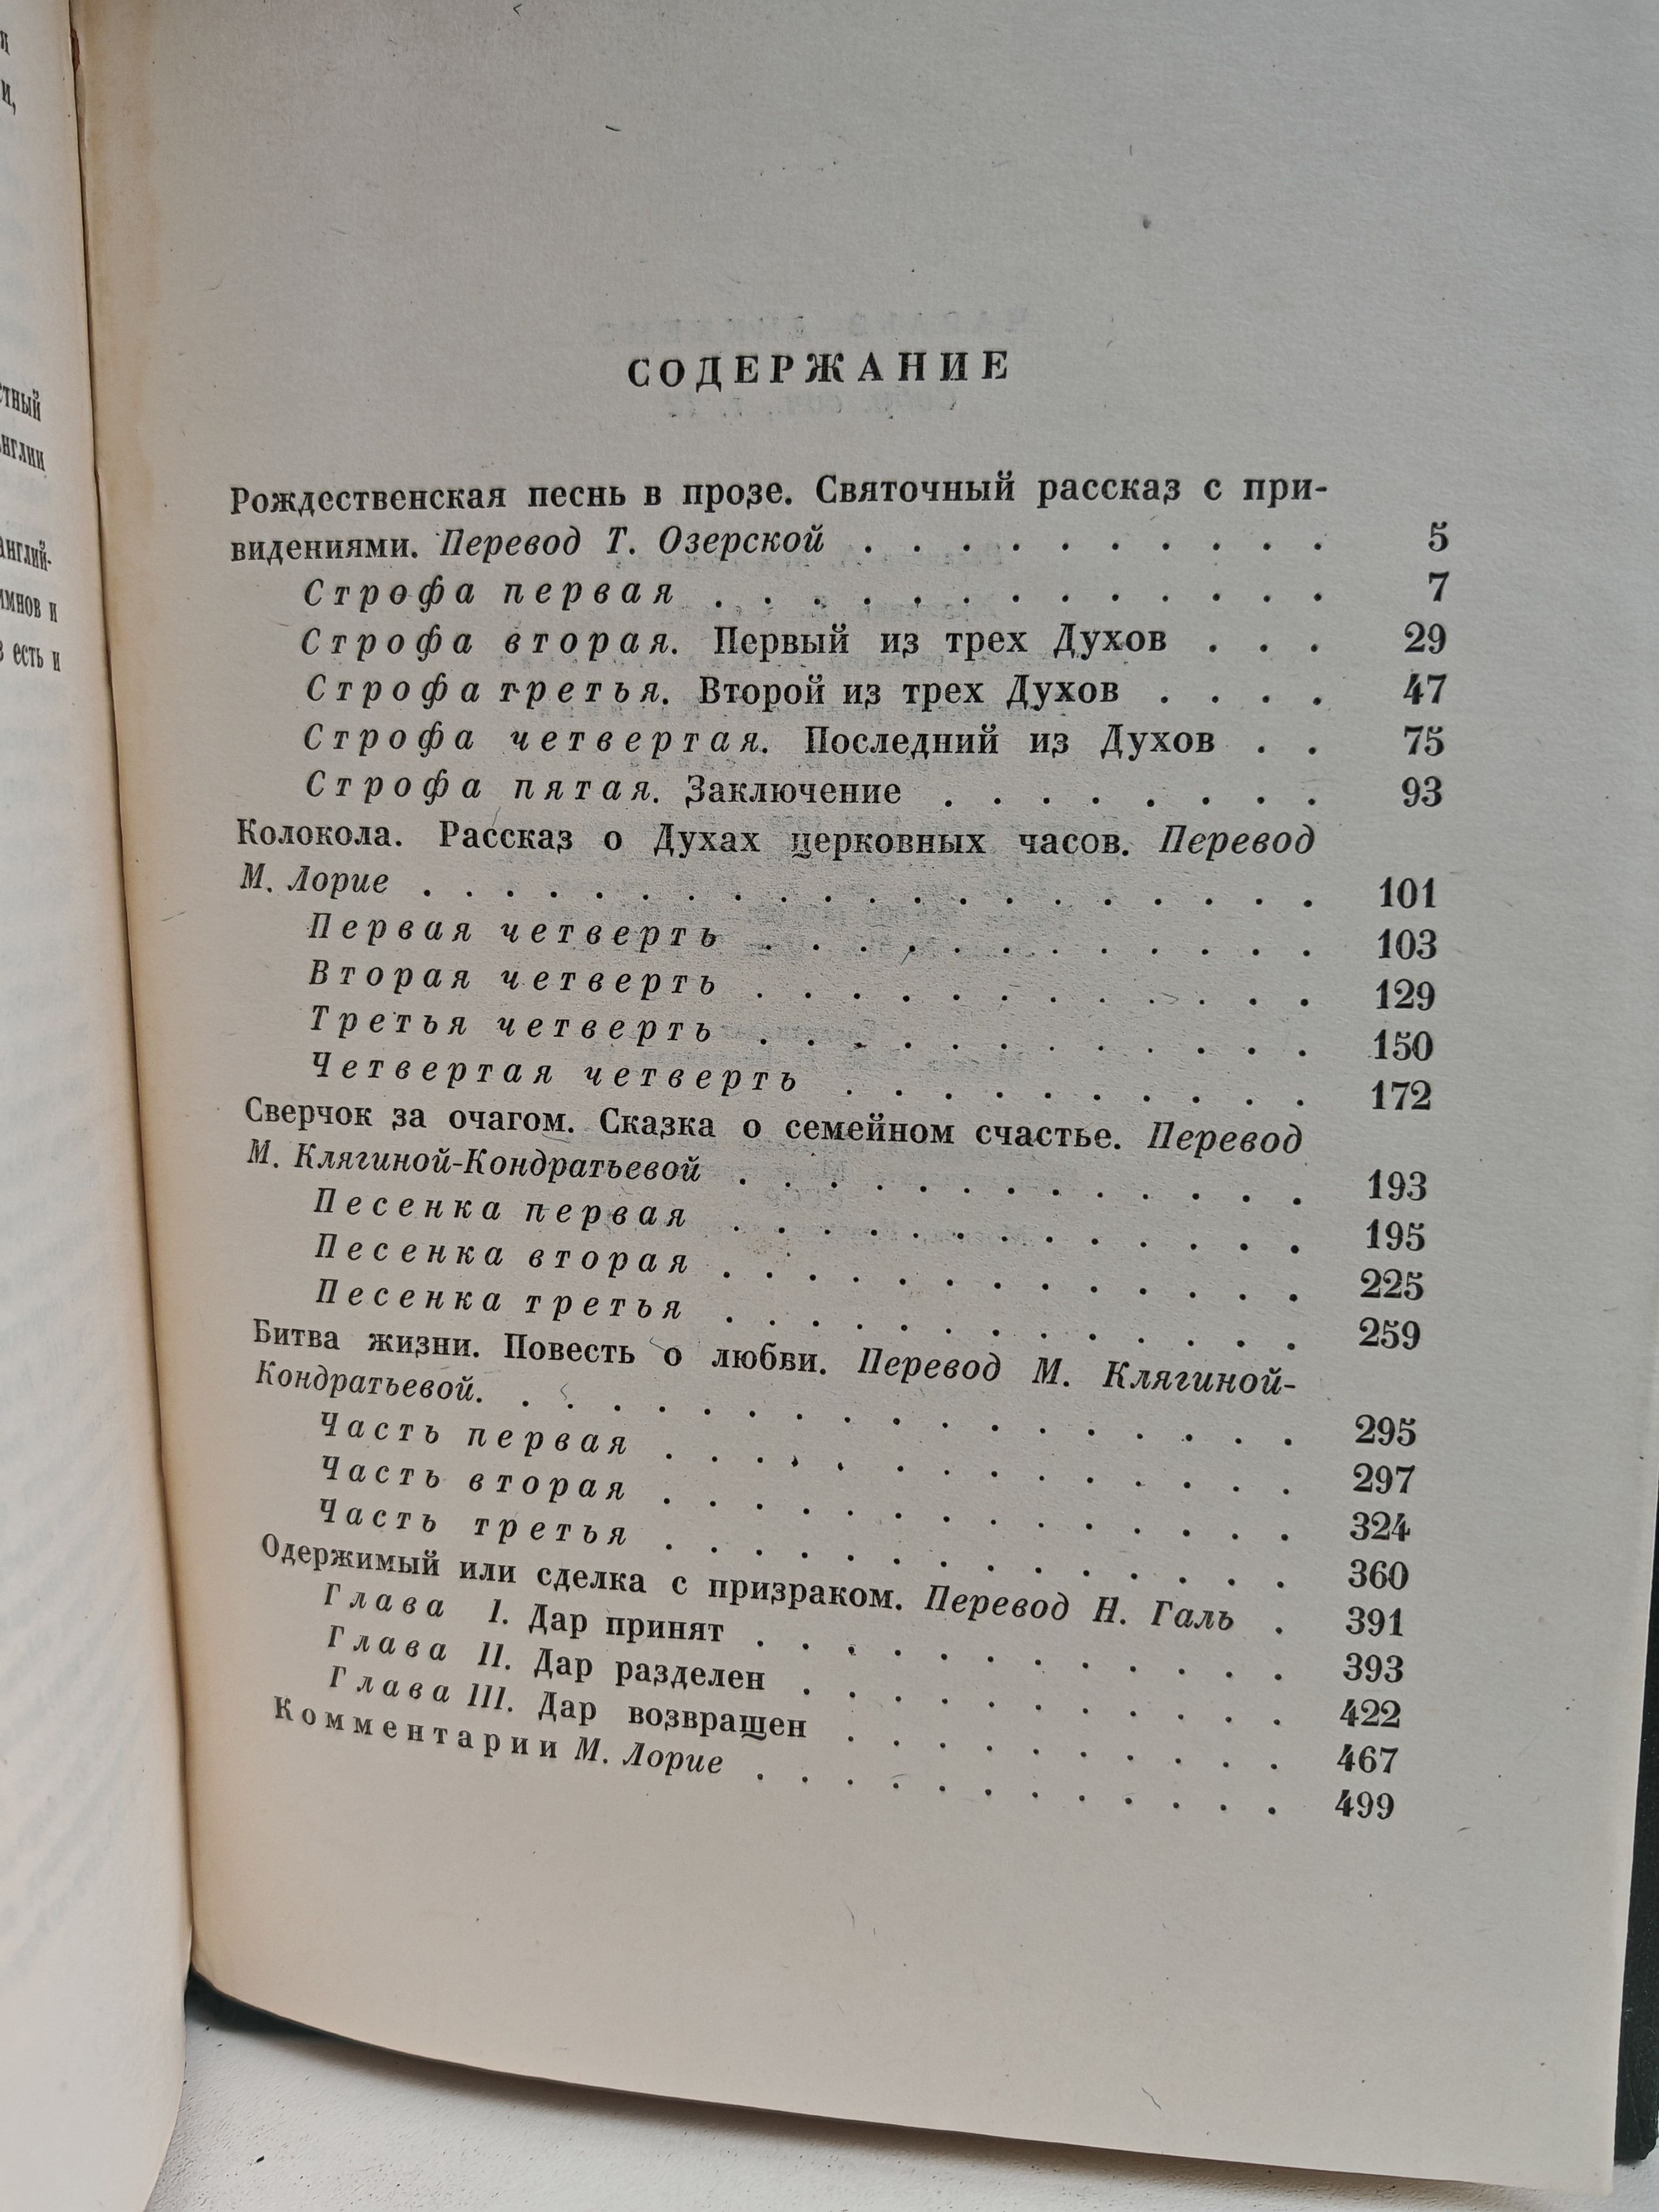 я
и,
стный
нглии
Англий-
имнов и
в есть и
СОДЕРЖАНИЕ
Рождественская песнь в прозе. Святочный рассказ с при-
видениями. Перевод Т. Озерской . . . . . . . . . . 5
Строфа первая . . . . . . . . . . . . . 7
Строфа вторая. Первый из трех Духов . . . 29
Строфа третья. Второй из трех Духов . . . . 47
Строфа четвертая. Последний из Духов . . 75
Строфа пятая. Заключение . . . . . . . . 93
Колокола. Рассказ о Духах церковных часов. Перевод
М. Лорие . . . . . . . . . . . . . . . . . . . . 101
Первая четверть . . . . . . . . . . . . 103
Вторая четверть . . . . . . . . . . . . 129
Третья четверть . . . . . . . . . . . . 150
Четвертая четверть . . . . . . . . . . 172
Сверчок за очагом. Сказка о семейном счастье. Перевод
М. Клягиной-Кондратьевой . . . . . . . . . . . . . 193
Песенка первая . . . . . . . . . . . . . 195
Песенка вторая . . . . . . . . . . . . . 225
Песенка третья . . . . . . . . . . . . . 259
Битва жизни. Повесть о любви. Перевод М. Клягиной-
Кондратьевой. . . . . . . . . . . . . . . . . . . 295
Часть первая . . . . . . . . . . . . . . 297
Часть вторая . . . . . . . . . . . . . . 324
Часть третья . . . . . . . . . . . . . . 360
Одержимый или сделка с призраком. Перевод Н. Галь . 391
Глава I. Дар принят . . . . . . . . . . . . 393
Глава II. Дар разделен . . . . . . . . . . . 422
Глава III. Дар возвращен . . . . . . . . . . 467
Комментарии М. Лорие . . . . . . . . . . . . 499